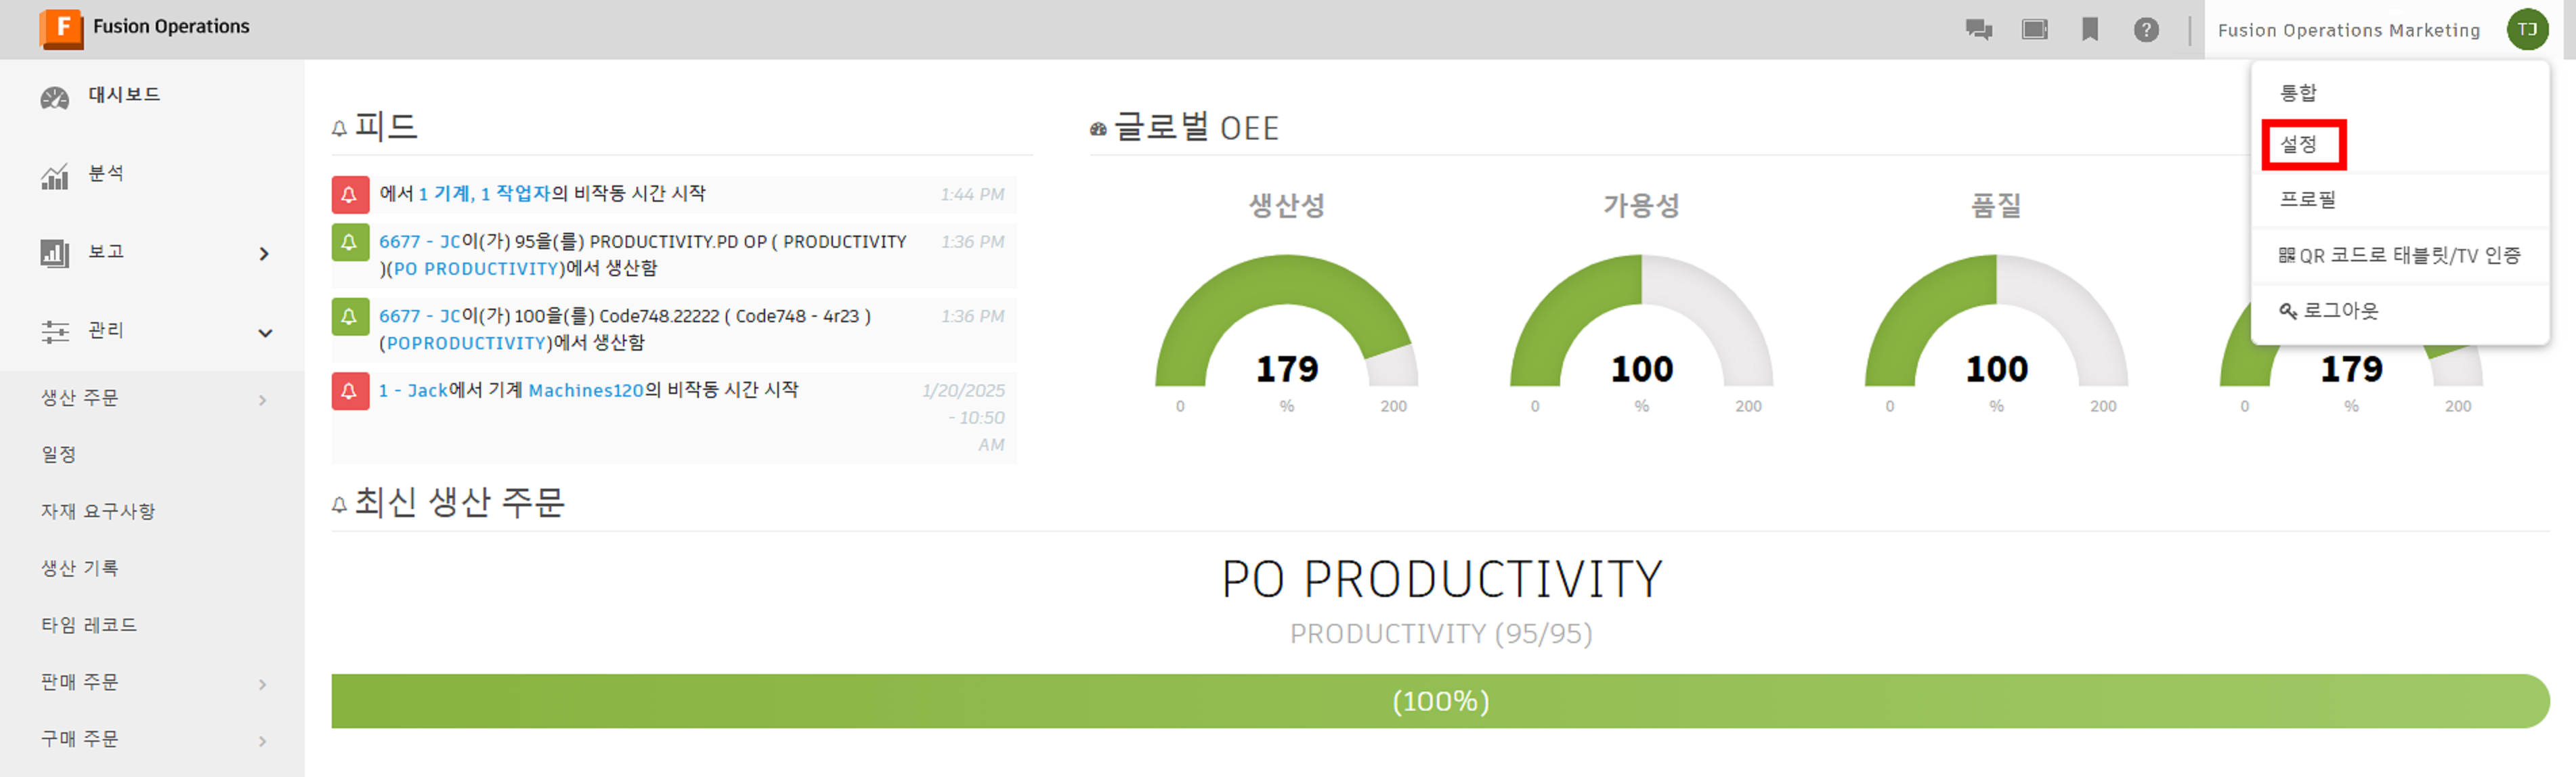 F Fusion Operations
Fusion Operations Marketing TJ
대시보드
분석
보고
관리
생산 주문
일정
자재 요구사항
생산 기록
타임 레코드
판매 주문
구매 주문
피드
에서 1 기계, 1 작업자의 비작동 시간 시작 1:44 PM
6677 - JC이(가) 95을(를) PRODUCTIVITY.PD OP ( PRODUCTIVITY 1:36 PM
)(PO PRODUCTIVITY)에서 생산함
6677 - JC이(가) 100을(를) Code748.22222 ( Code748 - 4r23 ) 1:36 PM
(POPRODUCTIVITY)에서 생산함
1 - Jack에서 기계 Machines120의 비작동 시간 시작 1/20/2025
- 10:50
AM
글로벌 OEE
생산성
179
0 % 200
가용성
100
0 % 200
품질
100
0 % 200
179
0 % 200
통합
설정
프로필
QR 코드로 태블릿/TV 인증
로그아웃
최신 생산 주문
PO PRODUCTIVITY
PRODUCTIVITY (95/95)
(100%)